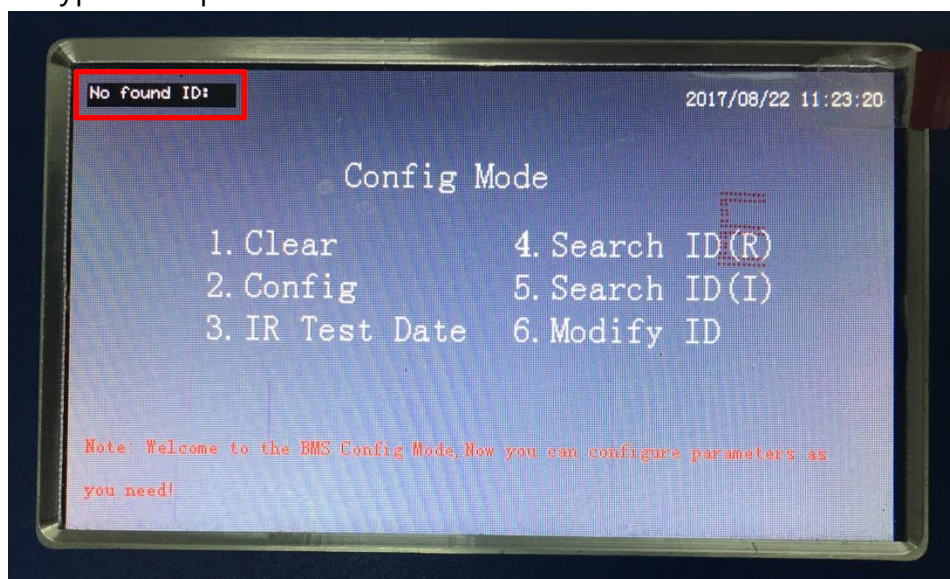 No found ID:
2017/08/22 11:23:20
Config Mode
1. Clear
2. Config
3. IR Test Date
4. Search ID(R)
5. Search ID(I)
6. Modify ID
Note: Welcome to the BMS Config Mode,Now you can configure parameters as
you need!